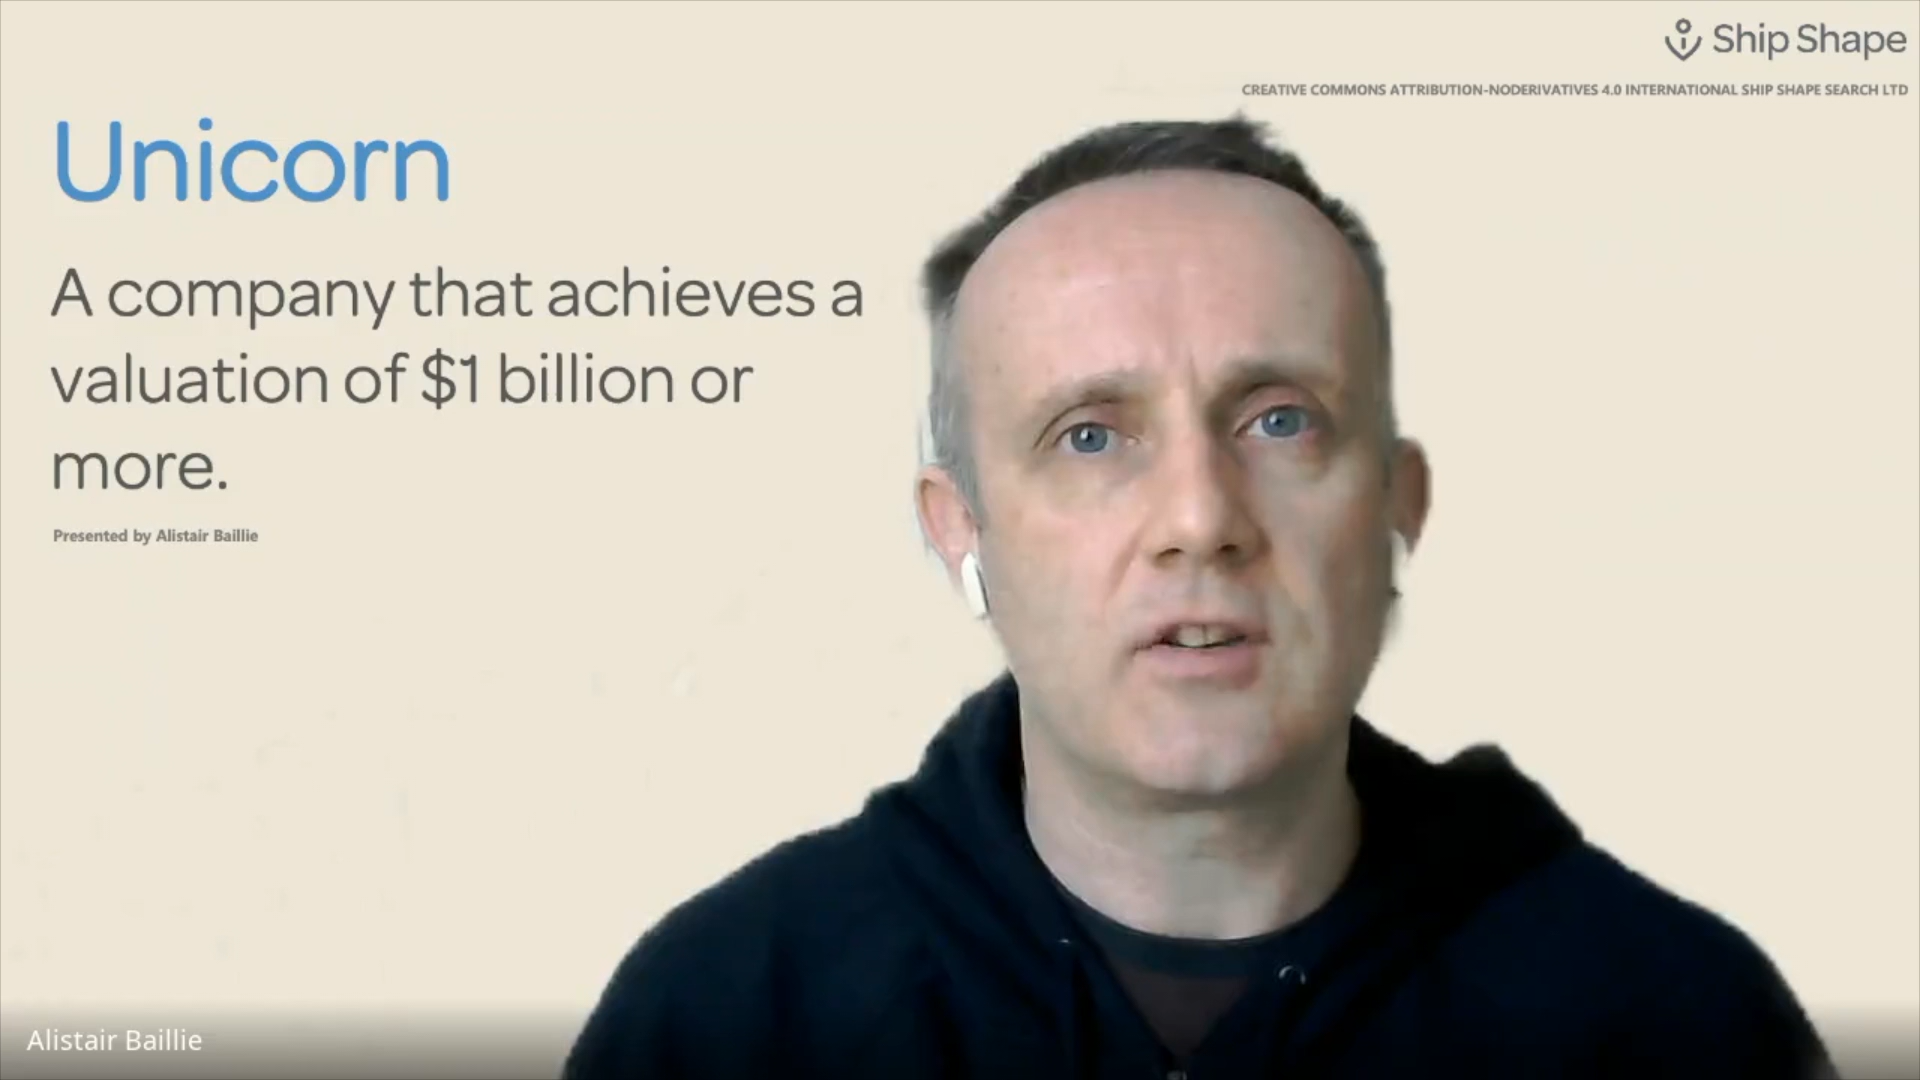 Ship Shape
CREATIVE COMMONS ATTRIBUTION-NODERIVATIVES 4.0 INTERNATIONAL SHIP SHAPE SEARCH LTD
Unicorn
A company that achieves a
valuation of $1 billion or
more.
Presented by Alistair Baillie
Alistair Baillie